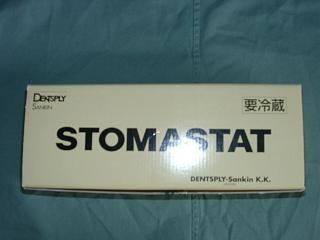 DENTSPLY
SANKIN
要冷蔵
STOMASTAT
DENTSPLY-Sankin K.K.